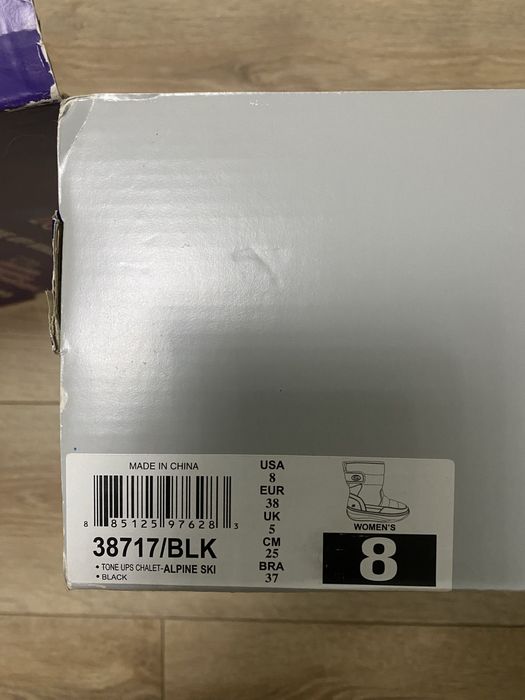 MADE IN CHINA
8 85125 97628 3
38717/BLK
• TONE UPS CHALET-ALPINE SKI
• BLACK
USA
8
EUR
38
UK
5
CM
25
BRA
37
WOMEN'S
8